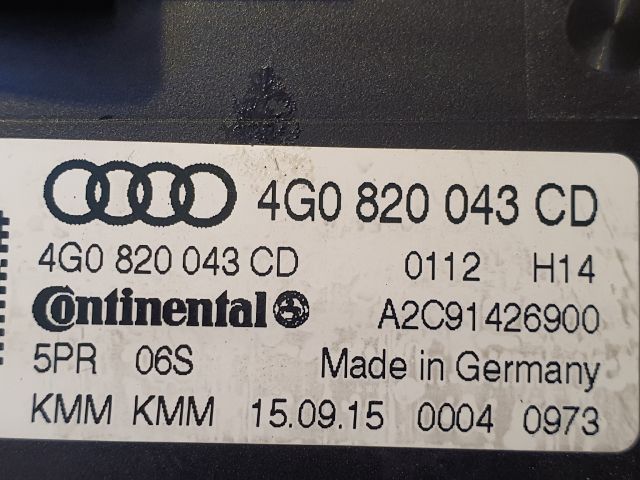 4G0 820 043 CD
4G0 820 043 CD 0112 H14
Continental A2C91426900
5PR 06S Made in Germany
KMM KMM 15.09.15 0004 0973